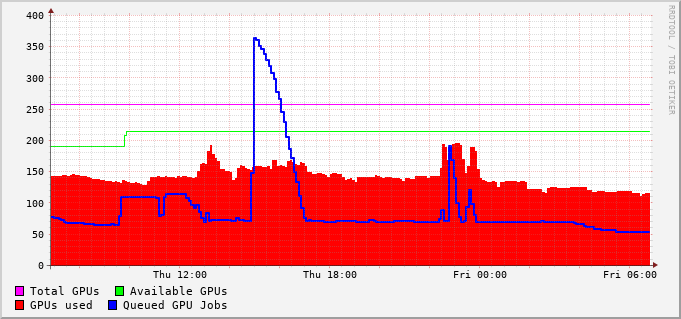 RRDTOOL / TOBI OETIKER
400
350
300
250
200
150
100
50
0
Thu 12:00 Thu 18:00 Fri 00:00 Fri 06:00
Total GPUs Available GPUs
GPUs used Queued GPU Jobs